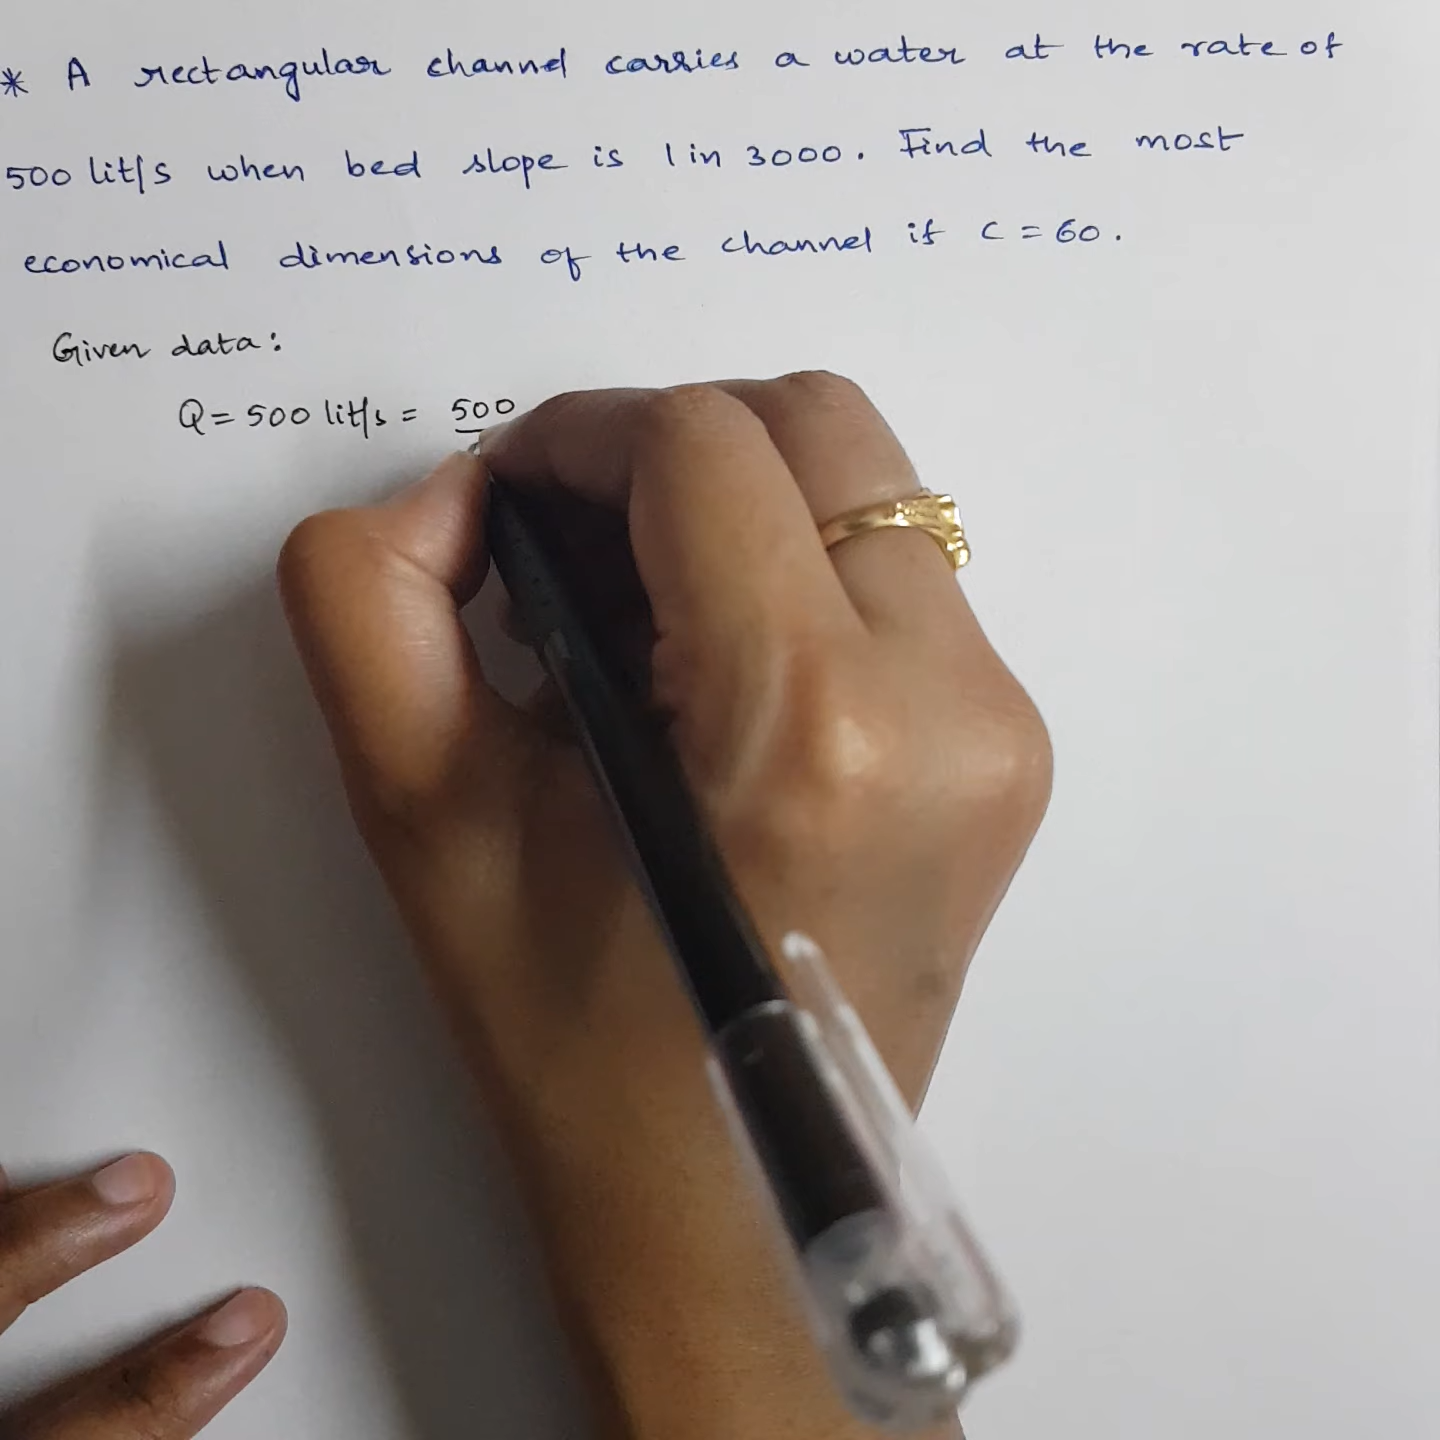 * A rectangular channel carries a water at the rate of
500 lit/s when bed slope is 1 in 3000. Find the most
economical dimensions of the channel if C = 60.
Given data:
Q = 500 lit/s = 500